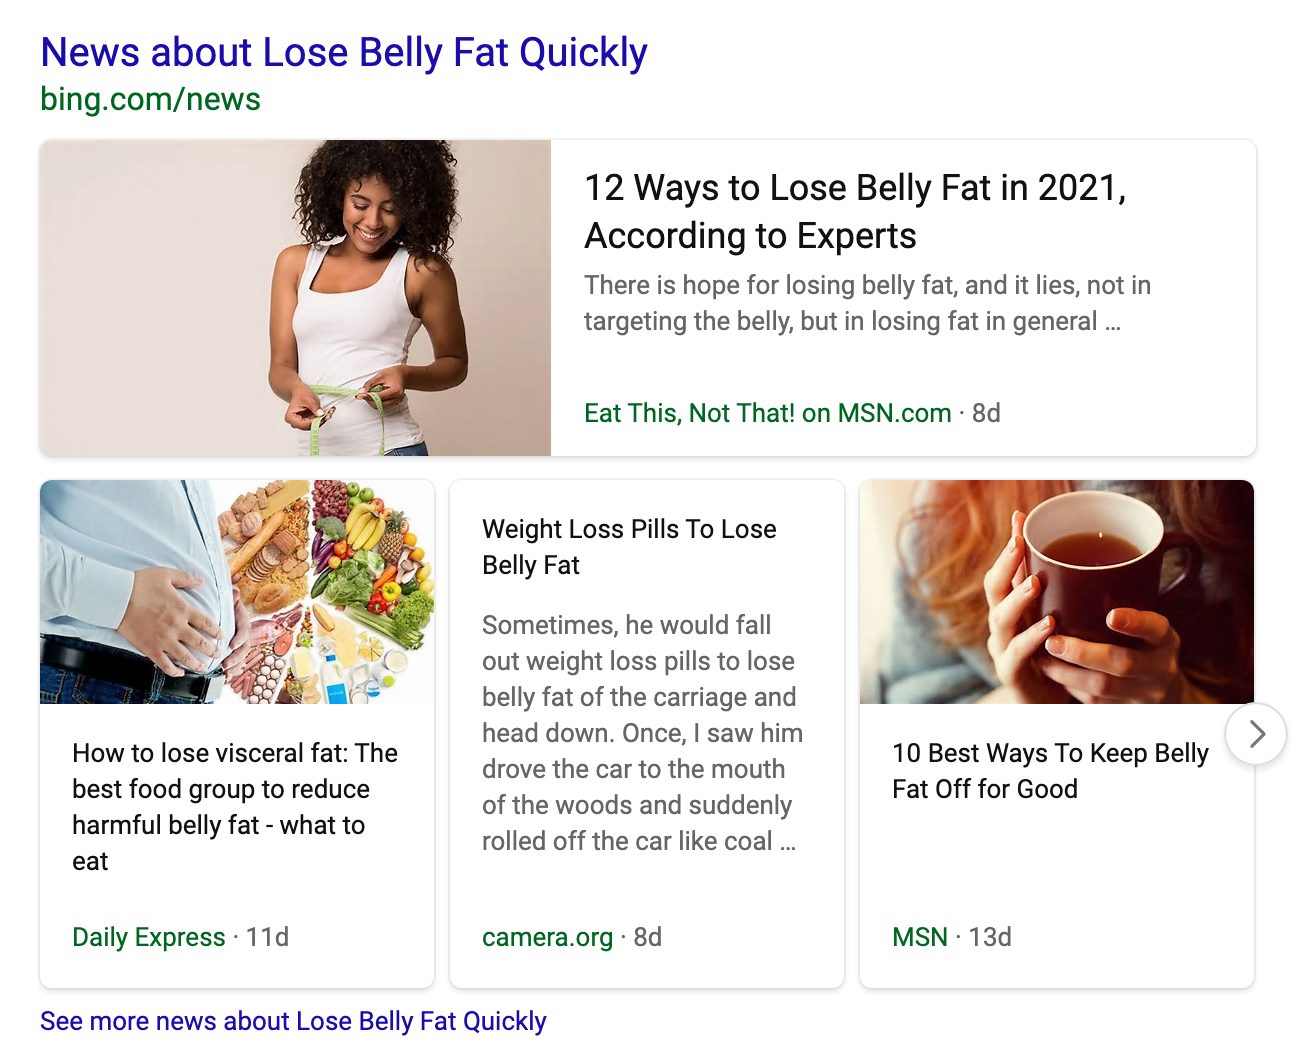 News about Lose Belly Fat Quickly
bing.com/news
12 Ways to Lose Belly Fat in 2021,
According to Experts
There is hope for losing belly fat, and it lies, not in
targeting the belly, but in losing fat in general ...
Eat This, Not That! on MSN.com · 8d
How to lose visceral fat: The
best food group to reduce
harmful belly fat - what to
eat
Daily Express · 11d
Weight Loss Pills To Lose
Belly Fat
Sometimes, he would fall
out weight loss pills to lose
belly fat of the carriage and
head down. Once, I saw him
drove the car to the mouth
of the woods and suddenly
rolled off the car like coal ...
camera.org · 8d
10 Best Ways To Keep Belly
Fat Off for Good
MSN · 13d
See more news about Lose Belly Fat Quickly